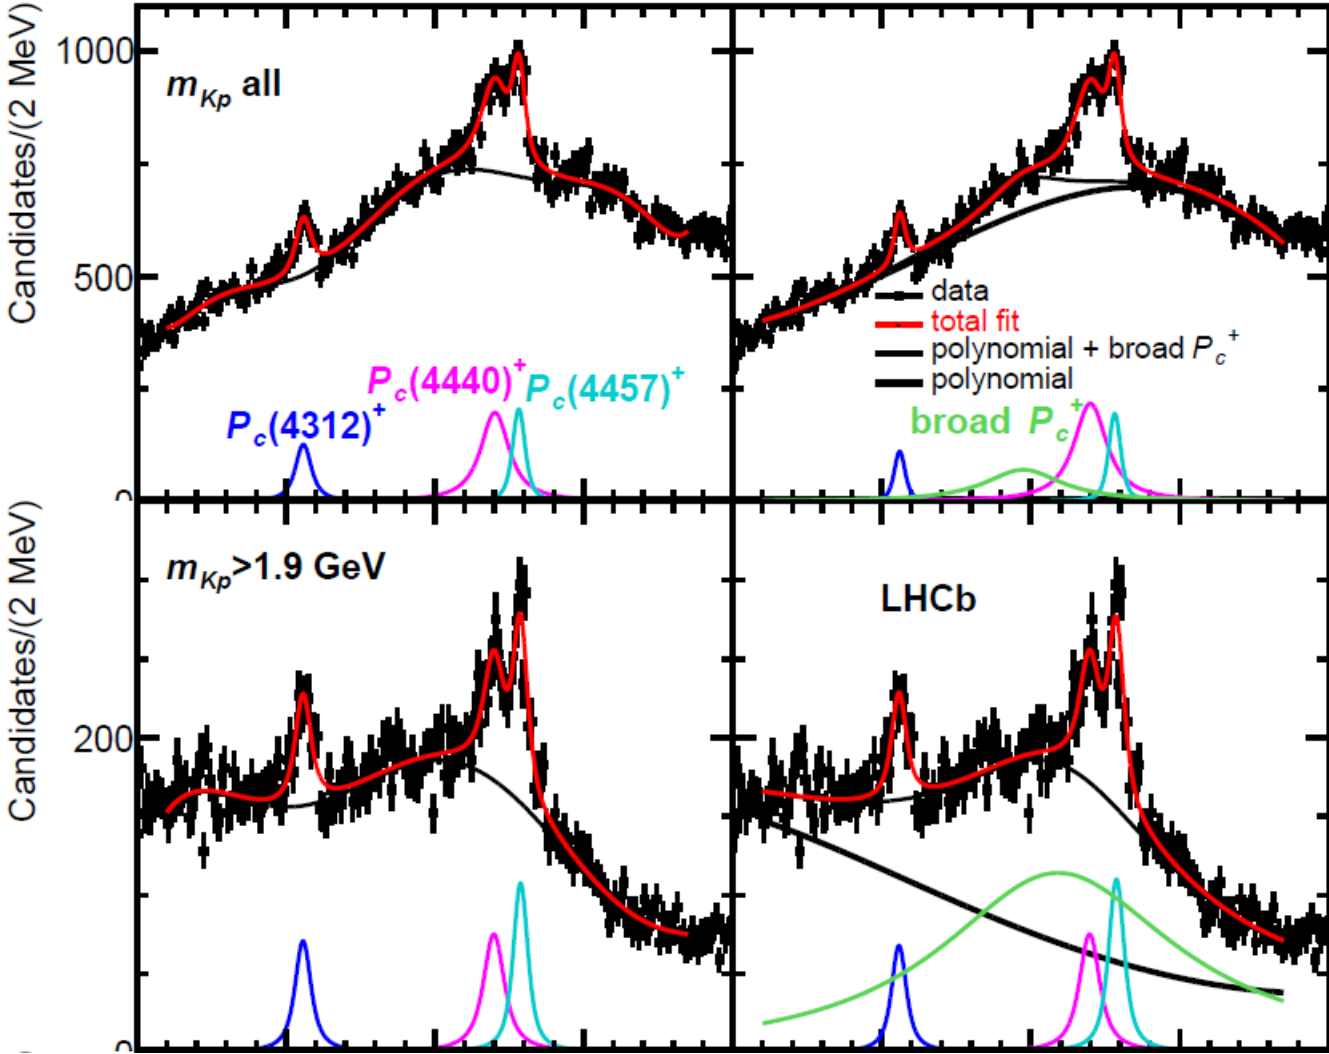 Candidates/(2 MeV)
1000
500
0
m_Kp all
P_c(4312)^+
P_c(4440)^+
P_c(4457)^+
data
total fit
polynomial + broad P_c^+
polynomial
broad P_c^+
Candidates/(2 MeV)
200
0
m_Kp>1.9 GeV
LHCb